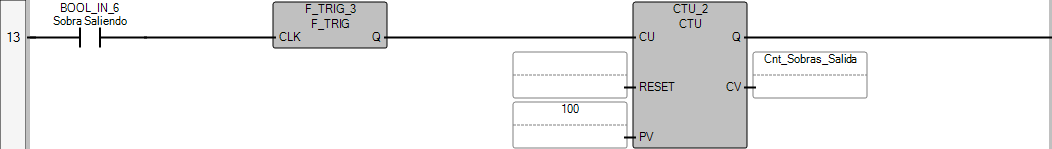 BOOL_IN_6
Sobra Saliendo
F_TRIG_3
F_TRIG
CTU_2
CTU
13
CLK
Q
CU
Q
Cnt_Sobras_Salida
RESET
CV
100
PV